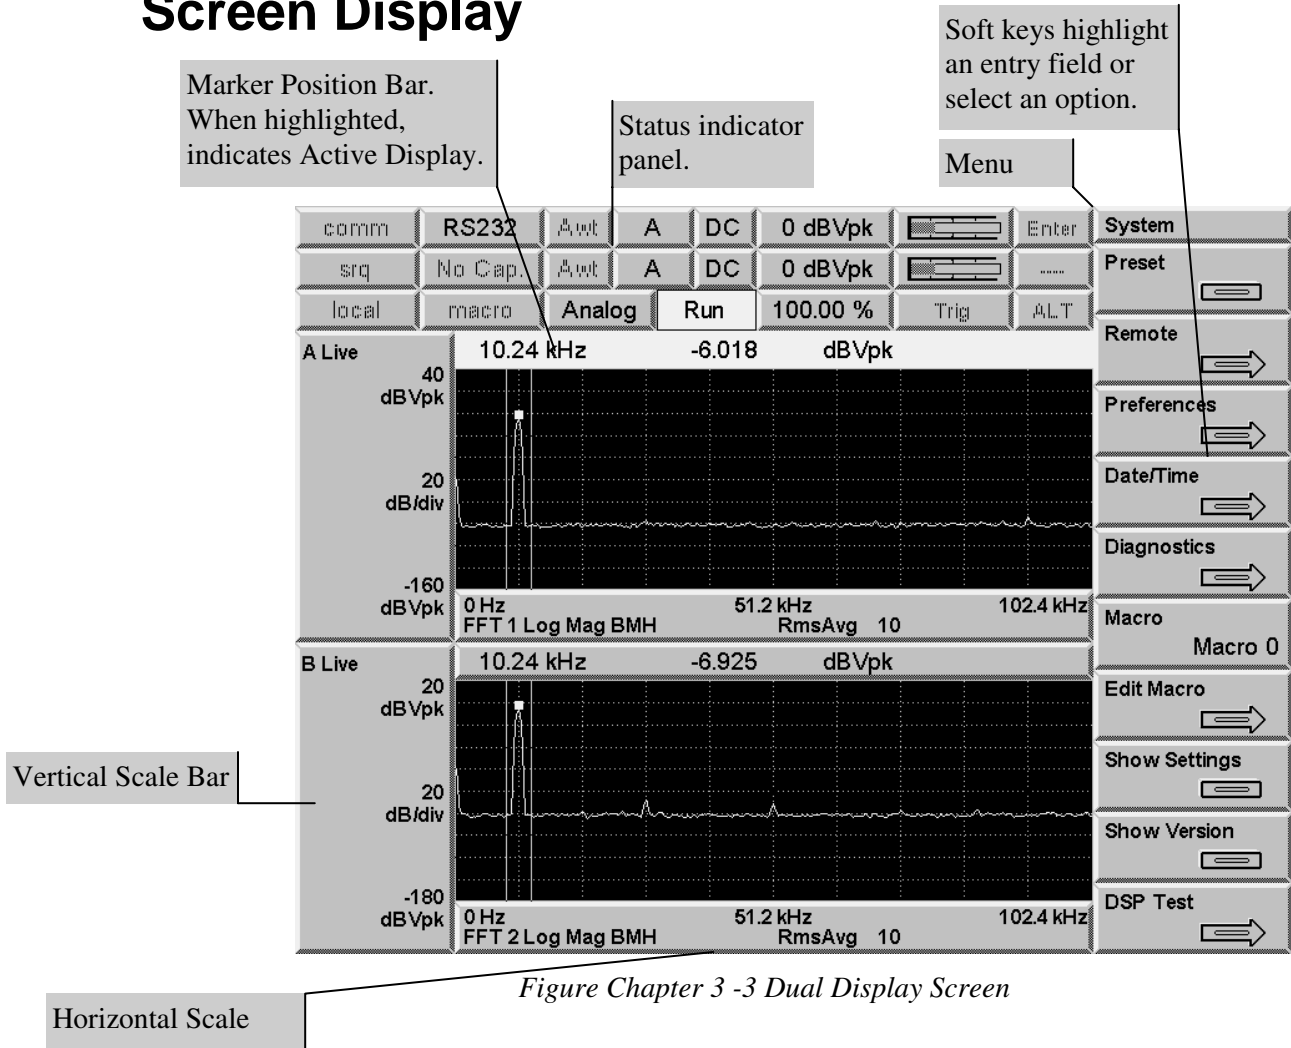 Screen Display
Marker Position Bar.
When highlighted,
indicates Active Display.
Status indicator
panel.
Soft keys highlight
an entry field or
select an option.
Menu
comm RS232 Awt A DC 0 dBVpk Enter
srq No Cap. Awt A DC 0 dBVpk
local macro Analog Run 100.00 % Trig ALT
A Live 10.24 kHz -6.018 dBVpk
40
dBVpk
20
dB/div
-160
dBVpk
0 Hz 51.2 kHz 102.4 kHz
FFT 1 Log Mag BMH RmsAvg 10
B Live 10.24 kHz -6.925 dBVpk
20
dBVpk
20
dB/div
-180
dBVpk
0 Hz 51.2 kHz 102.4 kHz
FFT 2 Log Mag BMH RmsAvg 10
System
Preset
Remote
Preferences
Date/Time
Diagnostics
Macro
Macro 0
Edit Macro
Show Settings
Show Version
DSP Test
Vertical Scale Bar
Horizontal Scale
Figure Chapter 3 -3 Dual Display Screen